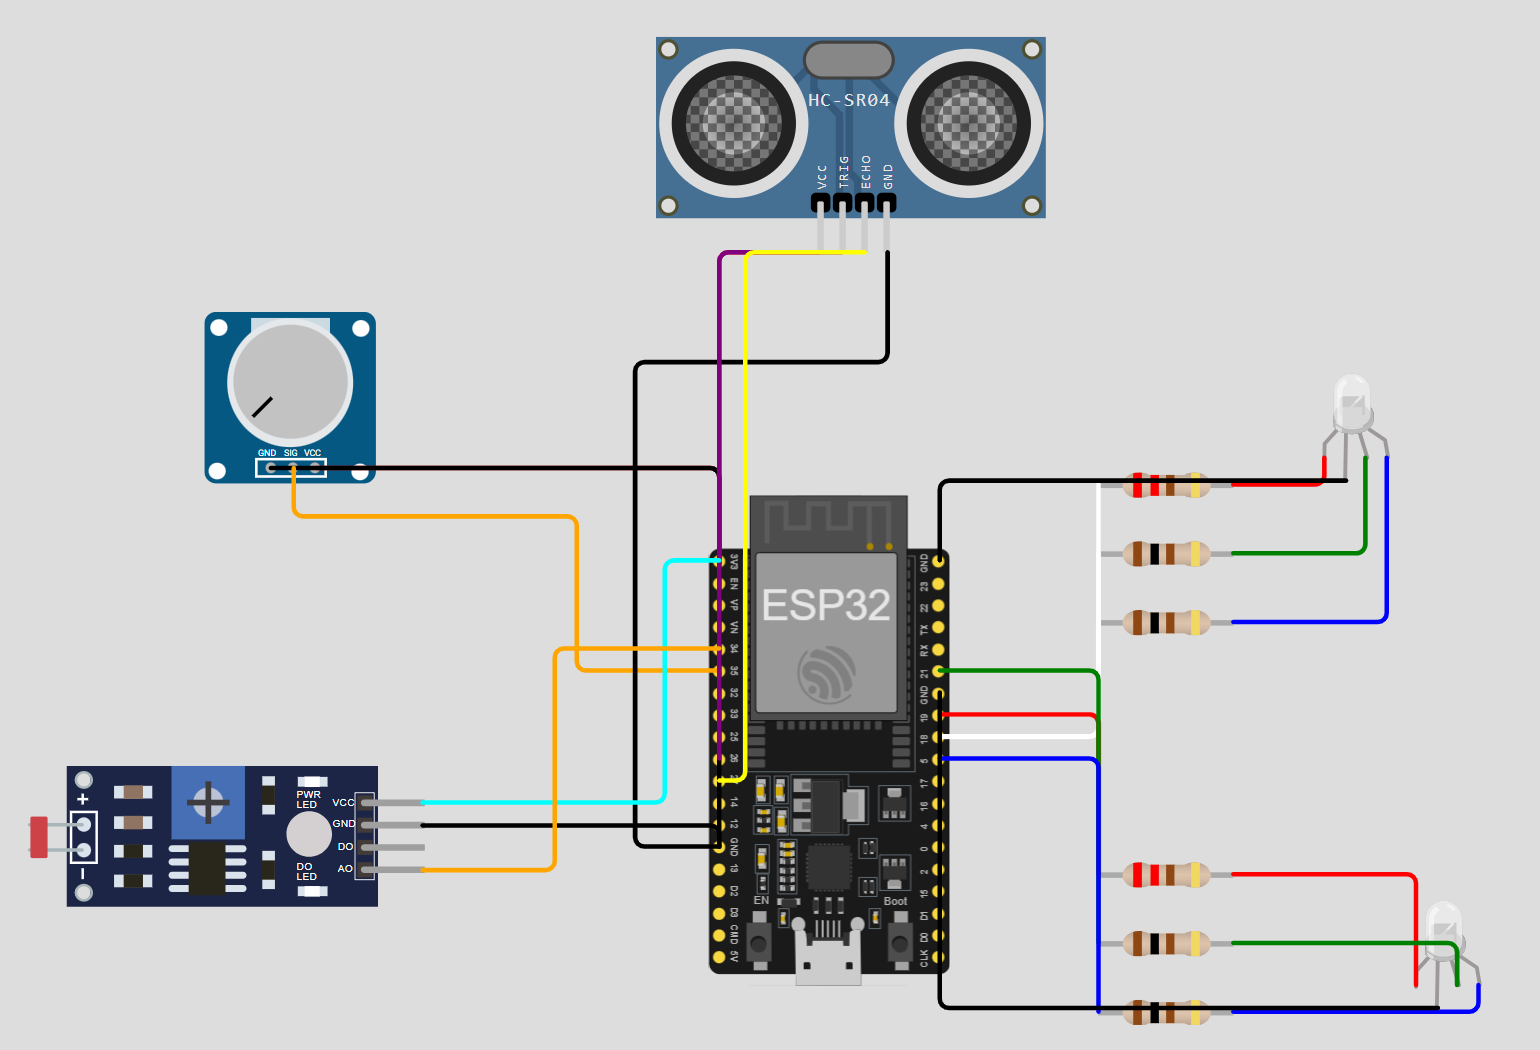 HC-SR04
VCC
TRIG
ECHO
GND
GND SIG VCC
ESP32
3V3
EN
VP
VN
34
35
32
33
25
26
14
12
GND
13
D2
D3
CMD
5V
GND
23
22
TX
RX
21
GND
19
18
5
17
16
4
0
2
15
D1
D0
CLK
EN
Boot
+
PWR
LED
DO
LED
VCC
GND
DO
AO